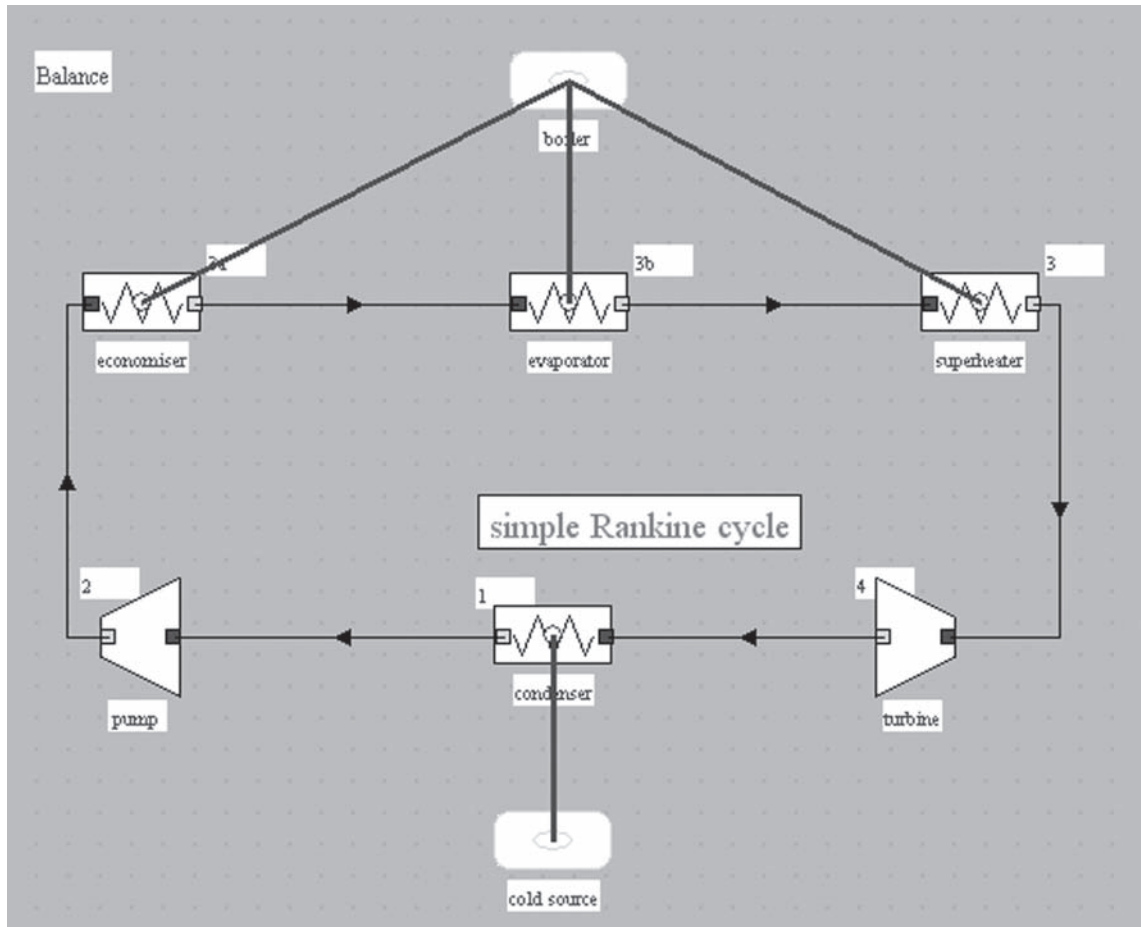 Balance
boiler
3a
3b
3
economiser
evaporator
superheater
simple Rankine cycle
2
1
4
condenser
pump
turbine
cold source